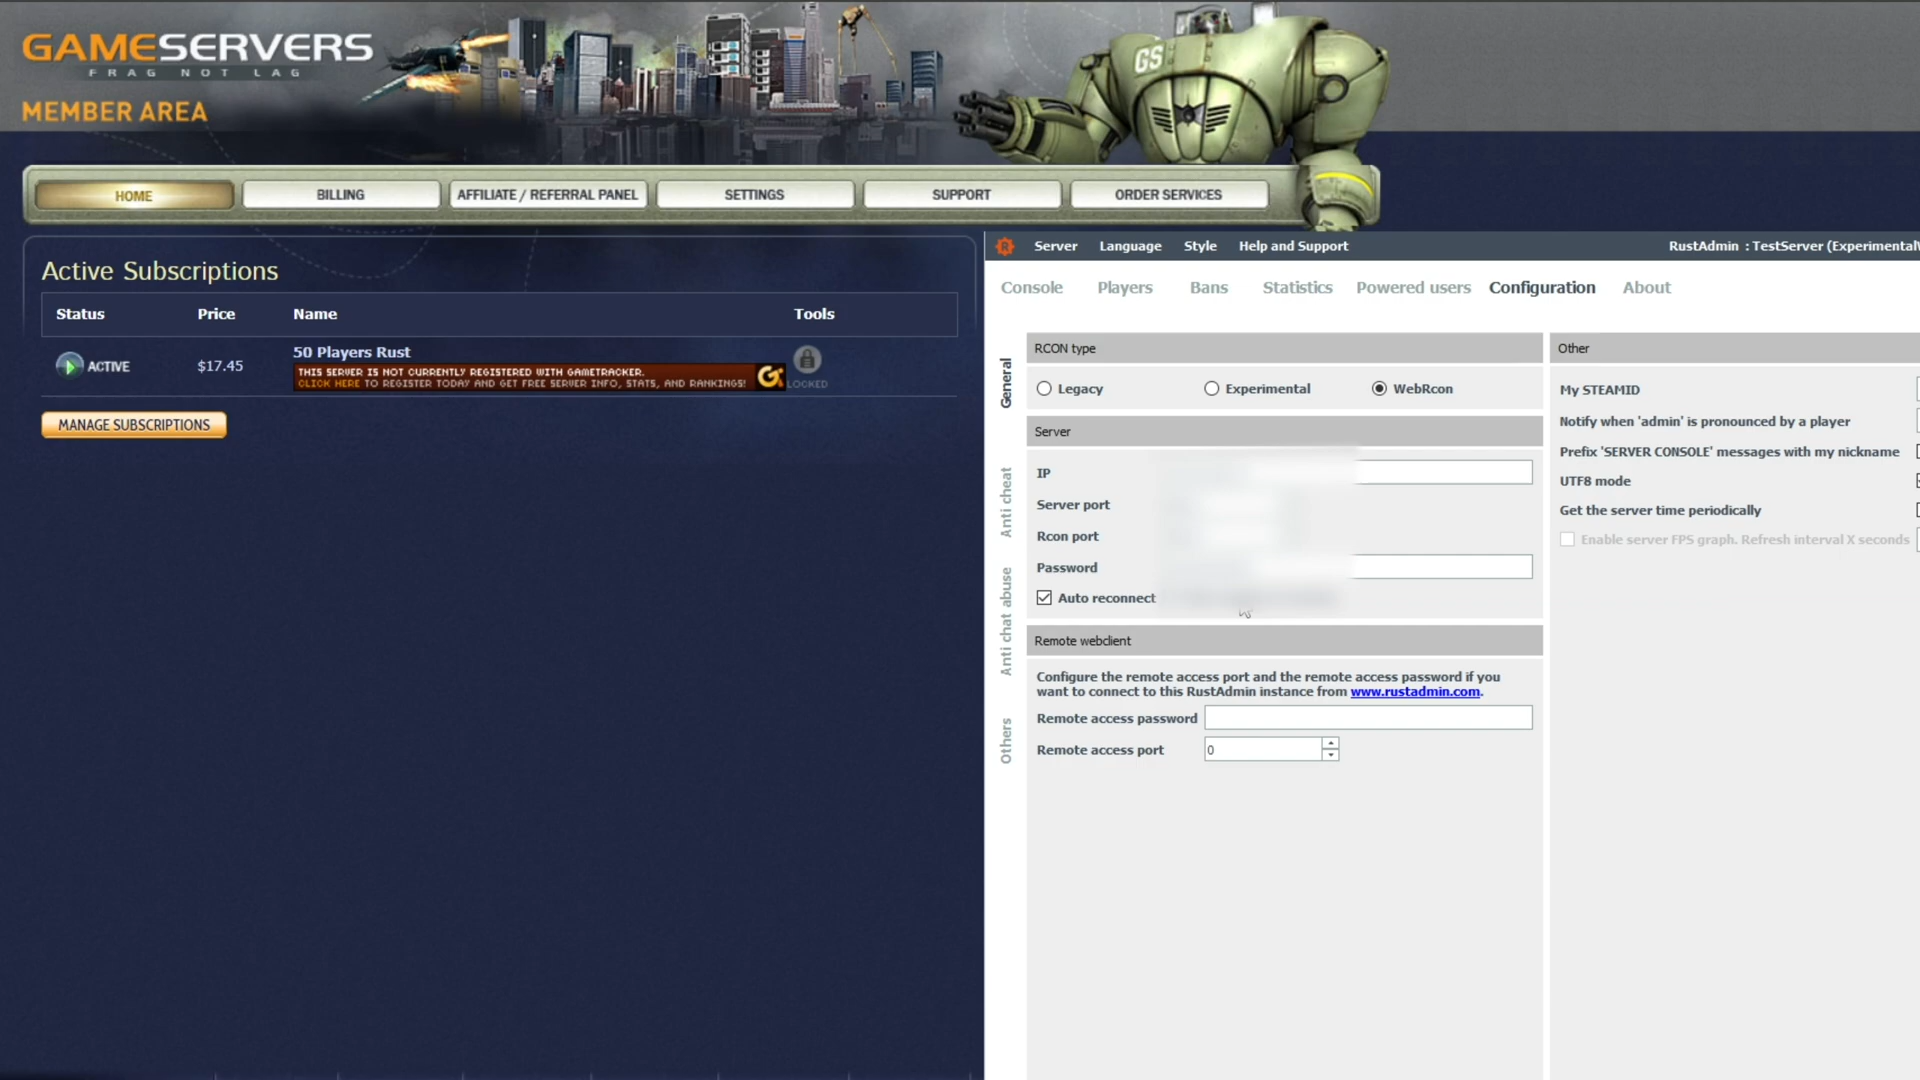 GAMESERVERS
FRAG NOT LAG
MEMBER AREA
GS
HOME
BILLING
AFFILIATE / REFERRAL PANEL
SETTINGS
SUPPORT
ORDER SERVICES
Active Subscriptions
Status Price Name Tools
ACTIVE $17.45 50 Players Rust
THIS SERVER IS NOT CURRENTLY REGISTERED WITH GAMETRACKER.
CLICK HERE TO REGISTER TODAY AND GET FREE SERVER INFO, STATS, AND RANKINGS!
LOCKED
MANAGE SUBSCRIPTIONS
Server Language Style Help and Support RustAdmin : TestServer (Experimental
Console Players Bans Statistics Powered users Configuration About
General
Anti cheat
Anti chat abuse
Others
RCON type
Legacy Experimental WebRcon
Server
IP
Server port
Rcon port
Password
Auto reconnect
Remote webclient
Configure the remote access port and the remote access password if you
want to connect to this RustAdmin instance from www.rustadmin.com.
Remote access password
Remote access port 0
Other
My STEAMID
Notify when 'admin' is pronounced by a player
Prefix 'SERVER CONSOLE' messages with my nickname
UTF8 mode
Get the server time periodically
Enable server FPS graph. Refresh interval X seconds